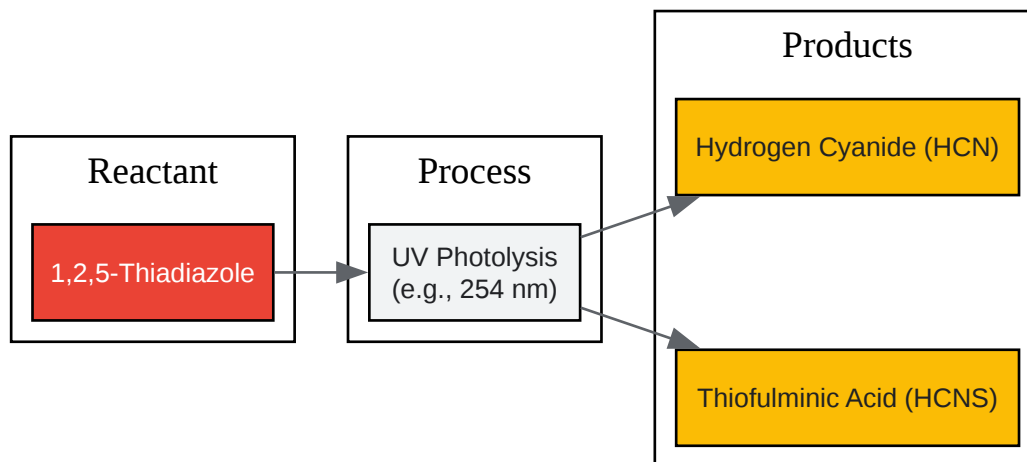 Reactant
1,2,5-Thiadiazole
Process
UV Photolysis
(e.g., 254 nm)
Products
Hydrogen Cyanide (HCN)
Thiofulminic Acid (HCNS)